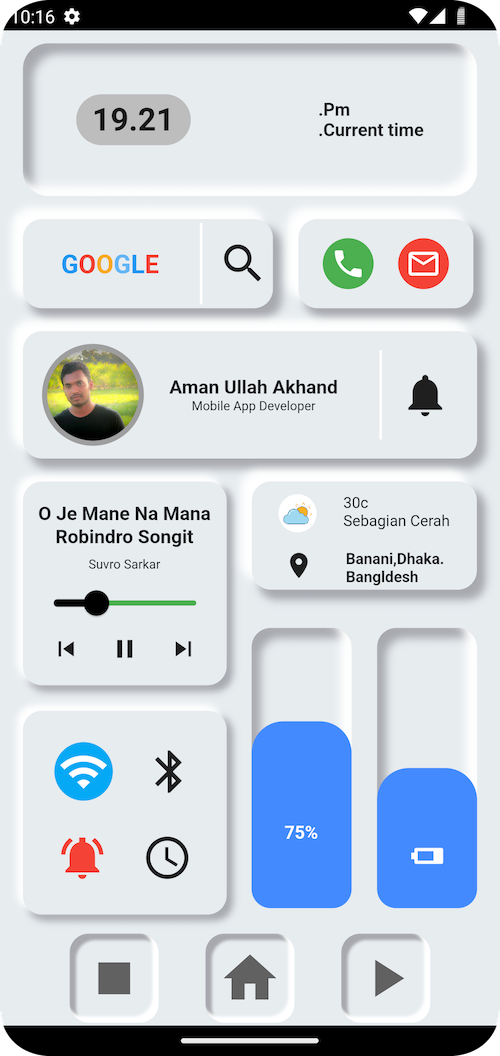 10:16
19.21
.Pm
.Current time
GOOGLE
Aman Ullah Akhand
Mobile App Developer
O Je Mane Na Mana
Robindro Songit
Suvro Sarkar
30c
Sebagian Cerah
Banani,Dhaka.
Bangldesh
75%